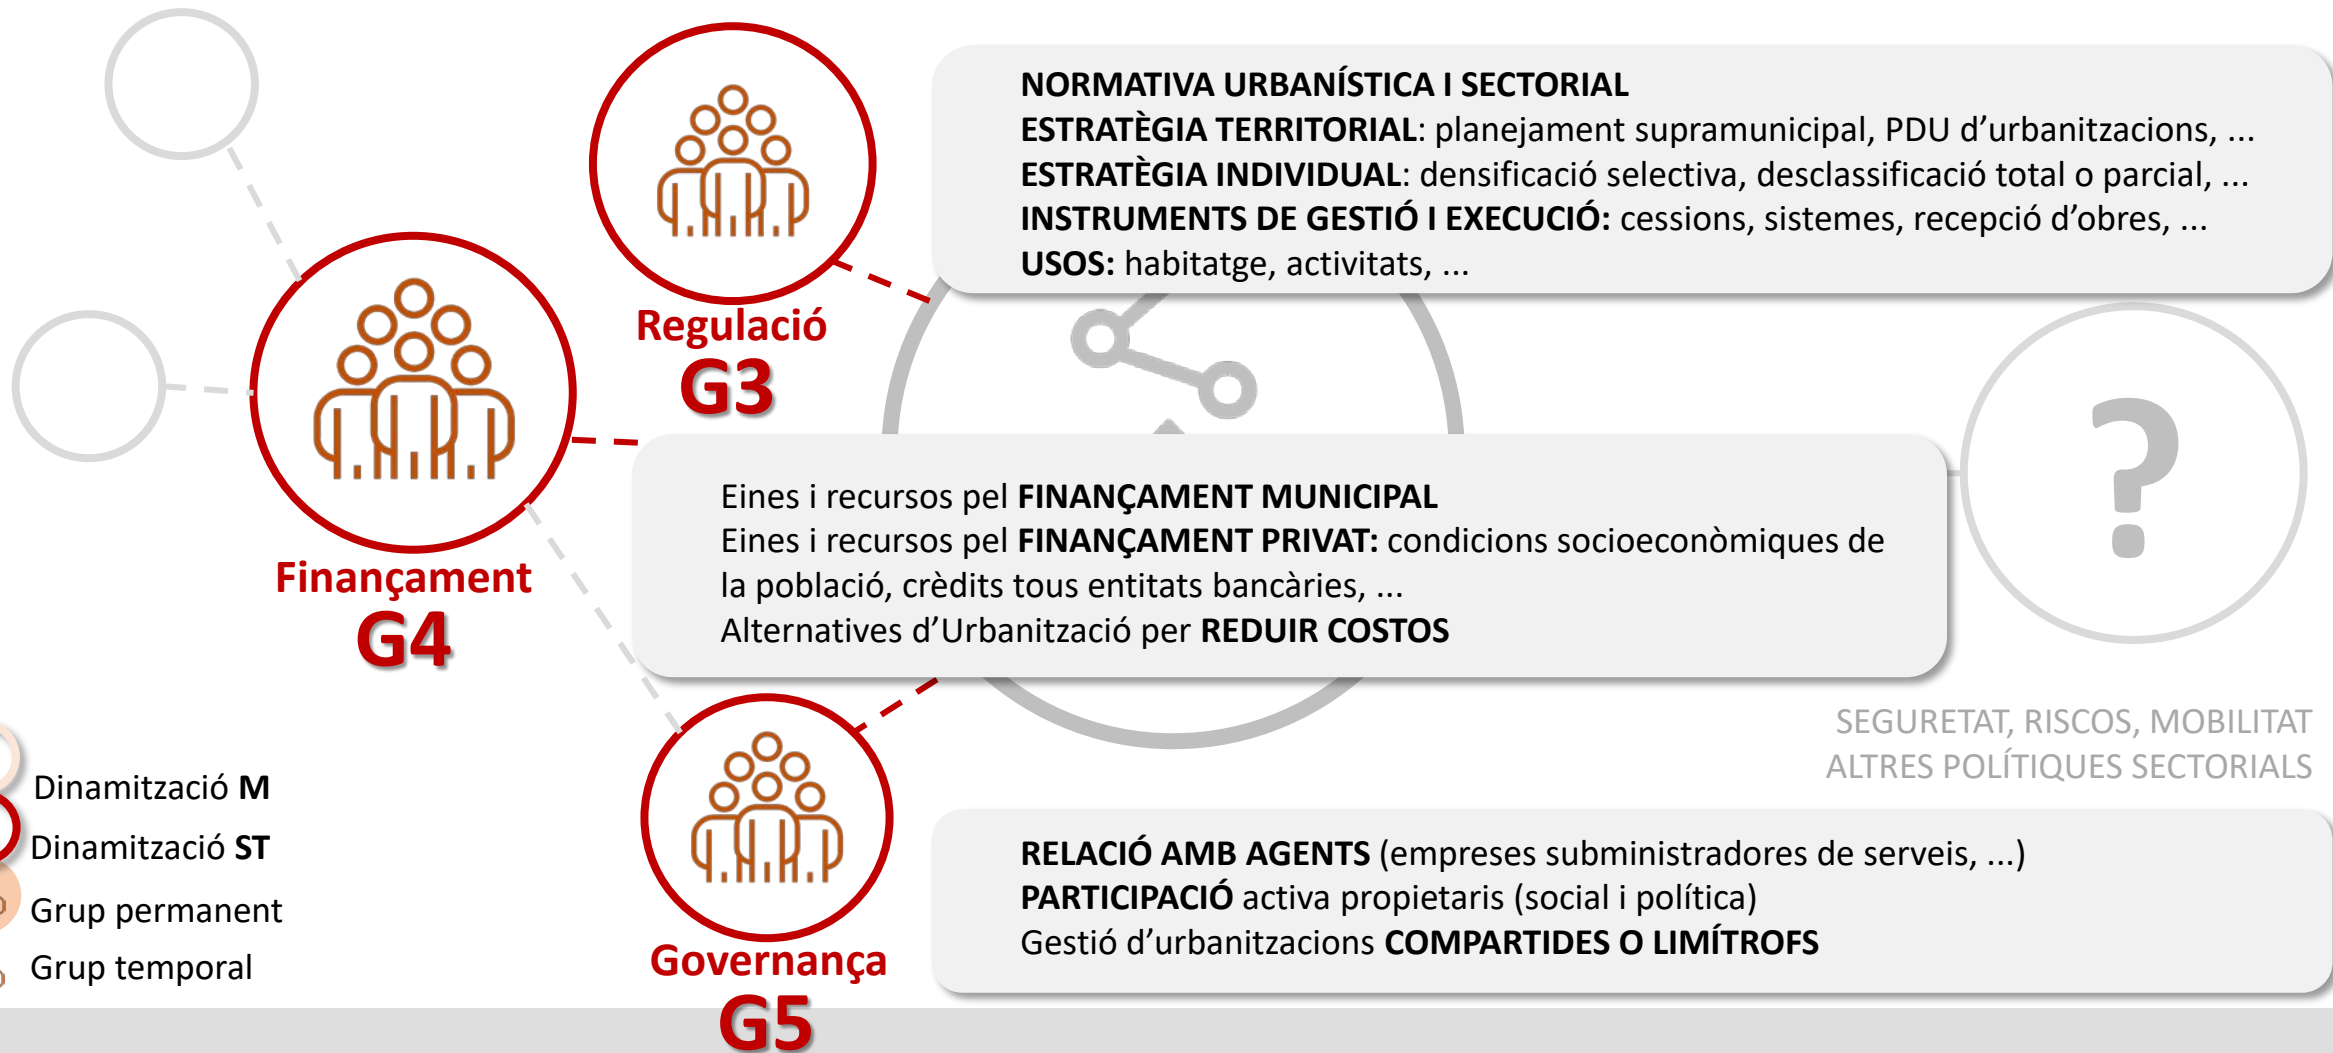 NORMATIVA URBANÍSTICA I SECTORIAL
ESTRATÈGIA TERRITORIAL: planejament supramunicipal, PDU d’urbanitzacions, ...
ESTRATÈGIA INDIVIDUAL: densificació selectiva, desclassificació total o parcial, ...
INSTRUMENTS DE GESTIÓ I EXECUCIÓ: cessions, sistemes, recepció d’obres, ...
USOS: habitatge, activitats, ...
Regulació
G3
Eines i recursos pel FINANÇAMENT MUNICIPAL
Eines i recursos pel FINANÇAMENT PRIVAT: condicions socioeconòmiques de
la població, crèdits tous entitats bancàries, ...
Alternatives d’Urbanització per REDUIR COSTOS
Finançament
G4
?
SEGURETAT, RISCOS, MOBILITAT
ALTRES POLÍTIQUES SECTORIALS
RELACIÓ AMB AGENTS (empreses subministradores de serveis, ...)
PARTICIPACIÓ activa propietaris (social i política)
Gestió d’urbanitzacions COMPARTIDES O LIMÍTROFS
Governança
G5
Dinamització M
Dinamització ST
Grup permanent
Grup temporal